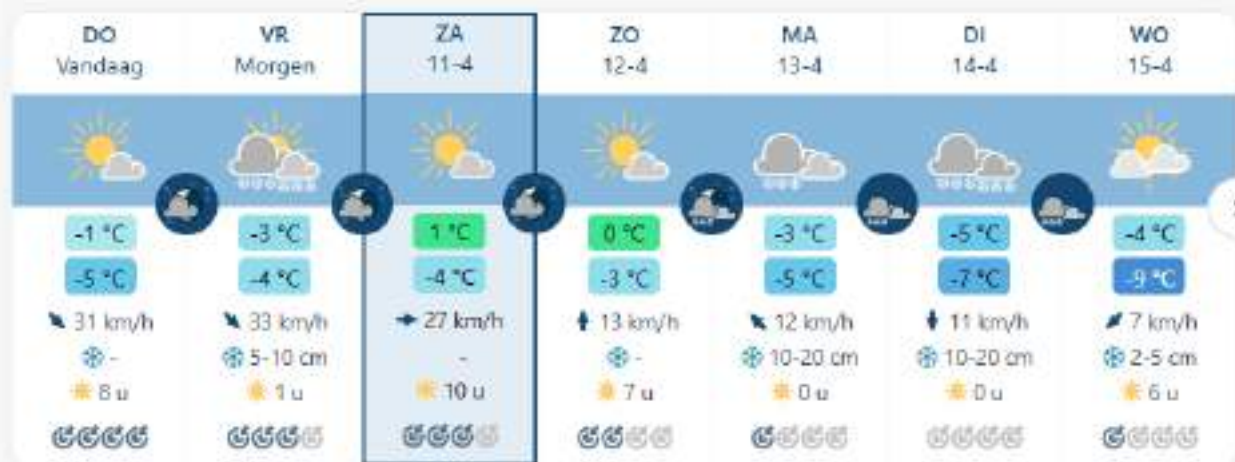 DO VR ZA ZO MA DI WO
Vandaag Morgen 11-4 12-4 13-4 14-4 15-4
-1 °C -3 °C 1 °C 0 °C -3 °C -5 °C -4 °C
-5 °C -4 °C -4 °C -3 °C -5 °C -7 °C -9 °C
31 km/h 33 km/h 27 km/h 13 km/h 12 km/h 11 km/h 7 km/h
- 5-10 cm - - 10-20 cm 10-20 cm 2-5 cm
8 u 1 u 10 u 7 u 0 u 0 u 6 u